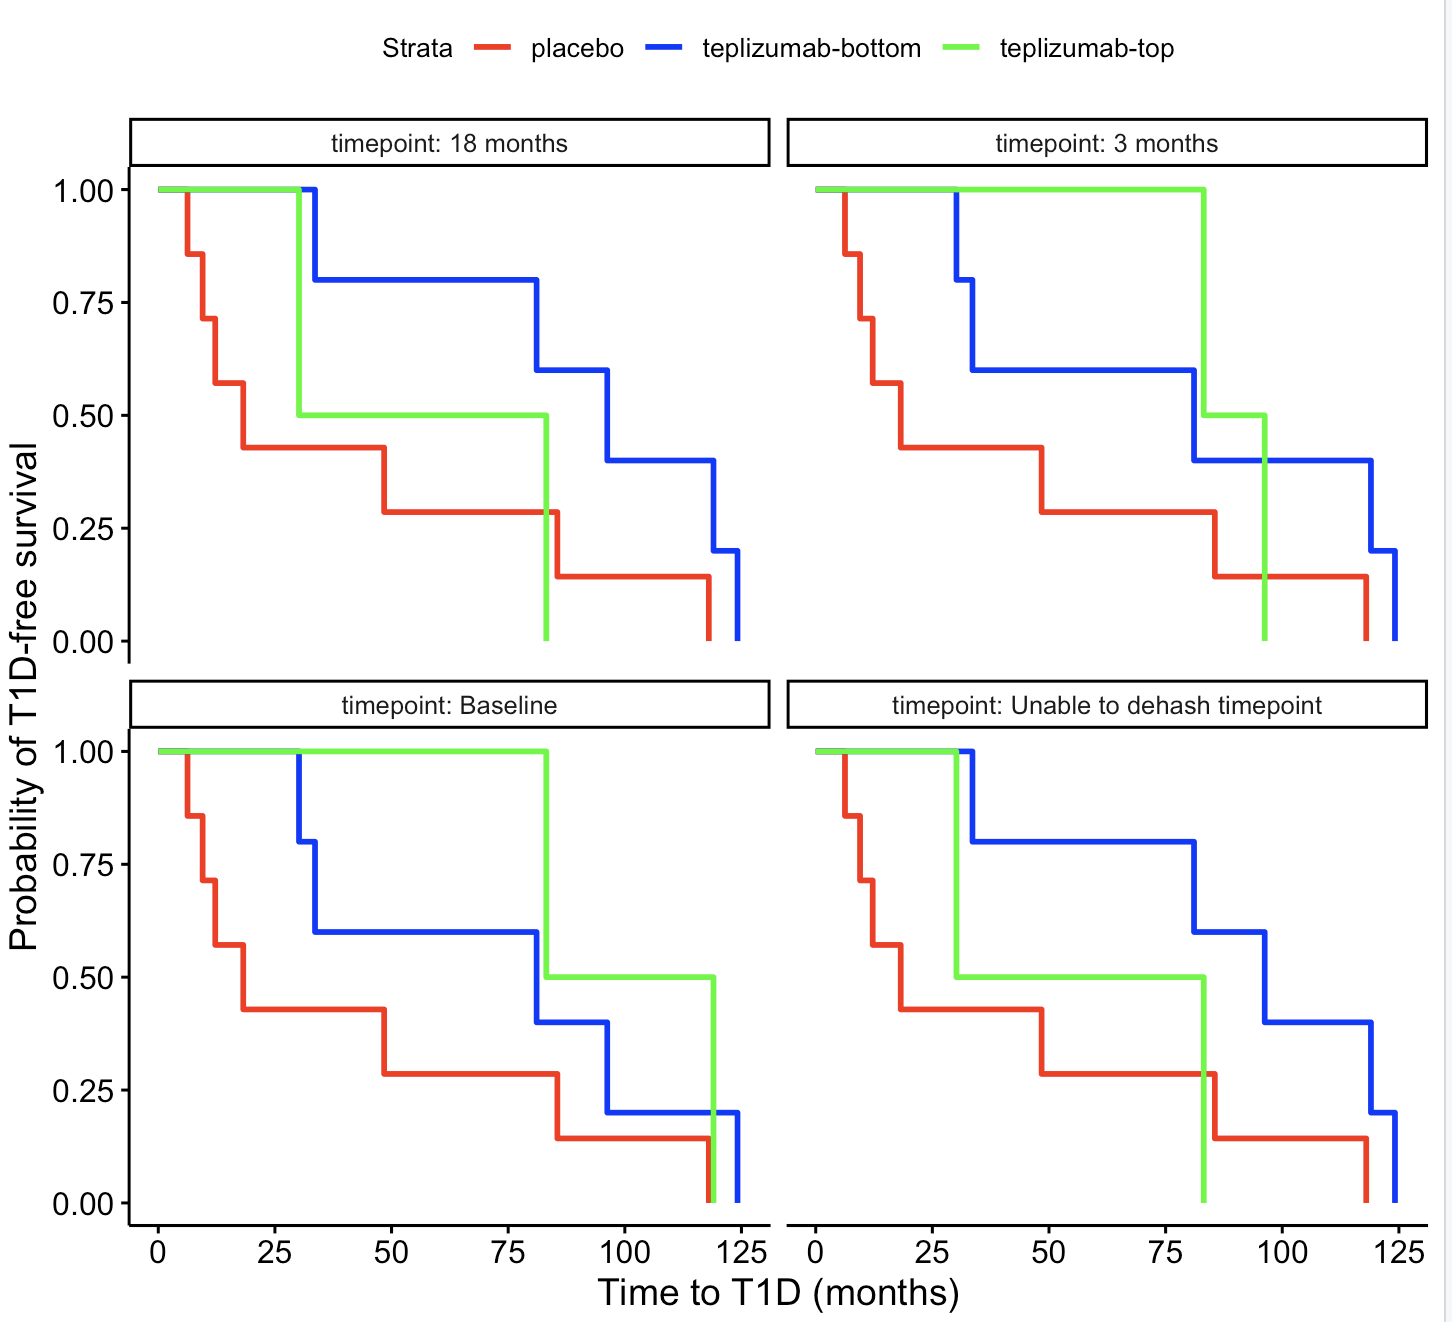 Strata placebo teplizumab-bottom teplizumab-top
timepoint: 18 months
timepoint: 3 months
1.00
0.75
0.50
0.25
0.00
Probability of T1D-free survival
timepoint: Baseline
timepoint: Unable to dehash timepoint
1.00
0.75
0.50
0.25
0.00
0 25 50 75 100 125
0 25 50 75 100 125
Time to T1D (months)